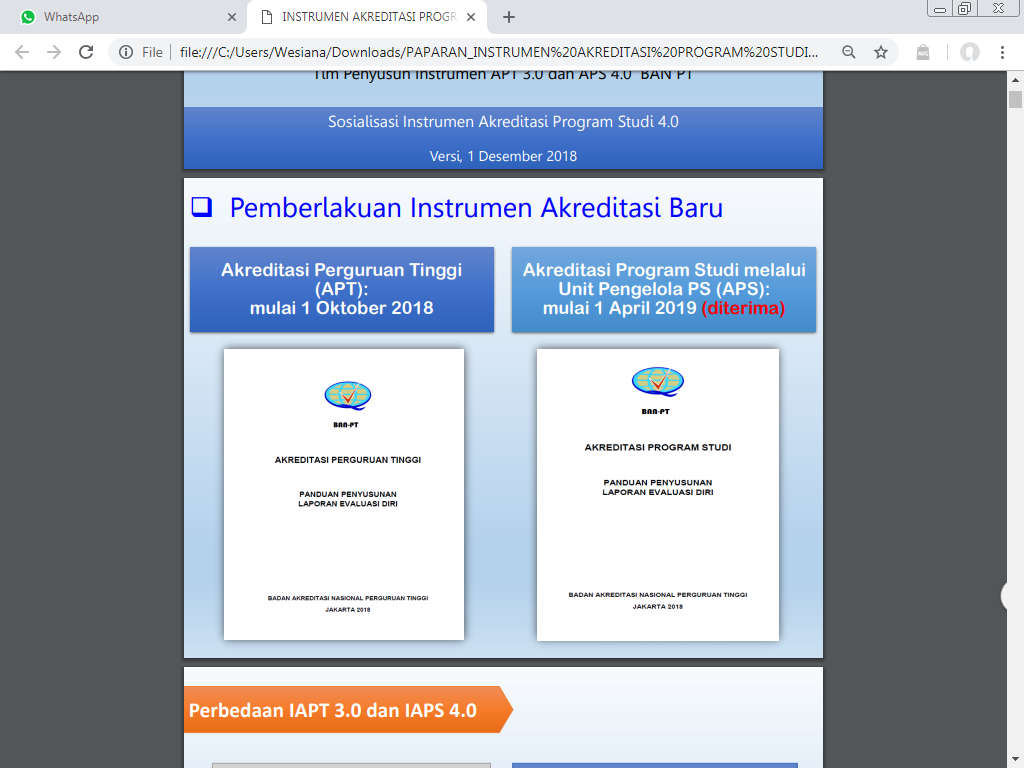 WhatsApp
INSTRUMEN AKREDITASI PROGR
File
file:///C:/Users/Wesiana/Downloads/PAPARAN_INSTRUMEN%20AKREDITASI%20PROGRAM%20STUDI...
AVG
Tim Penyusun Instrumen APT 3.0 dan APS 4.0 BAN PT
Sosialisasi Instrumen Akreditasi Program Studi 4.0
Versi, 1 Desember 2018
Pemberlakuan Instrumen Akreditasi Baru
Akreditasi Perguruan Tinggi
(APT):
mulai 1 Oktober 2018
Akreditasi Program Studi melalui
Unit Pengelola PS (APS):
mulai 1 April 2019 (diterima)
BAN-PT
AKREDITASI PERGURUAN TINGGI
PANDUAN PENYUSUNAN
LAPORAN EVALUASI DIRI
BADAN AKREDITASI NASIONAL PERGURUAN TINGGI
JAKARTA 2018
BAN-PT
AKREDITASI PROGRAM STUDI
PANDUAN PENYUSUNAN
LAPORAN EVALUASI DIRI
BADAN AKREDITASI NASIONAL PERGURUAN TINGGI
JAKARTA 2018
Perbedaan IAPT 3.0 dan IAPS 4.0